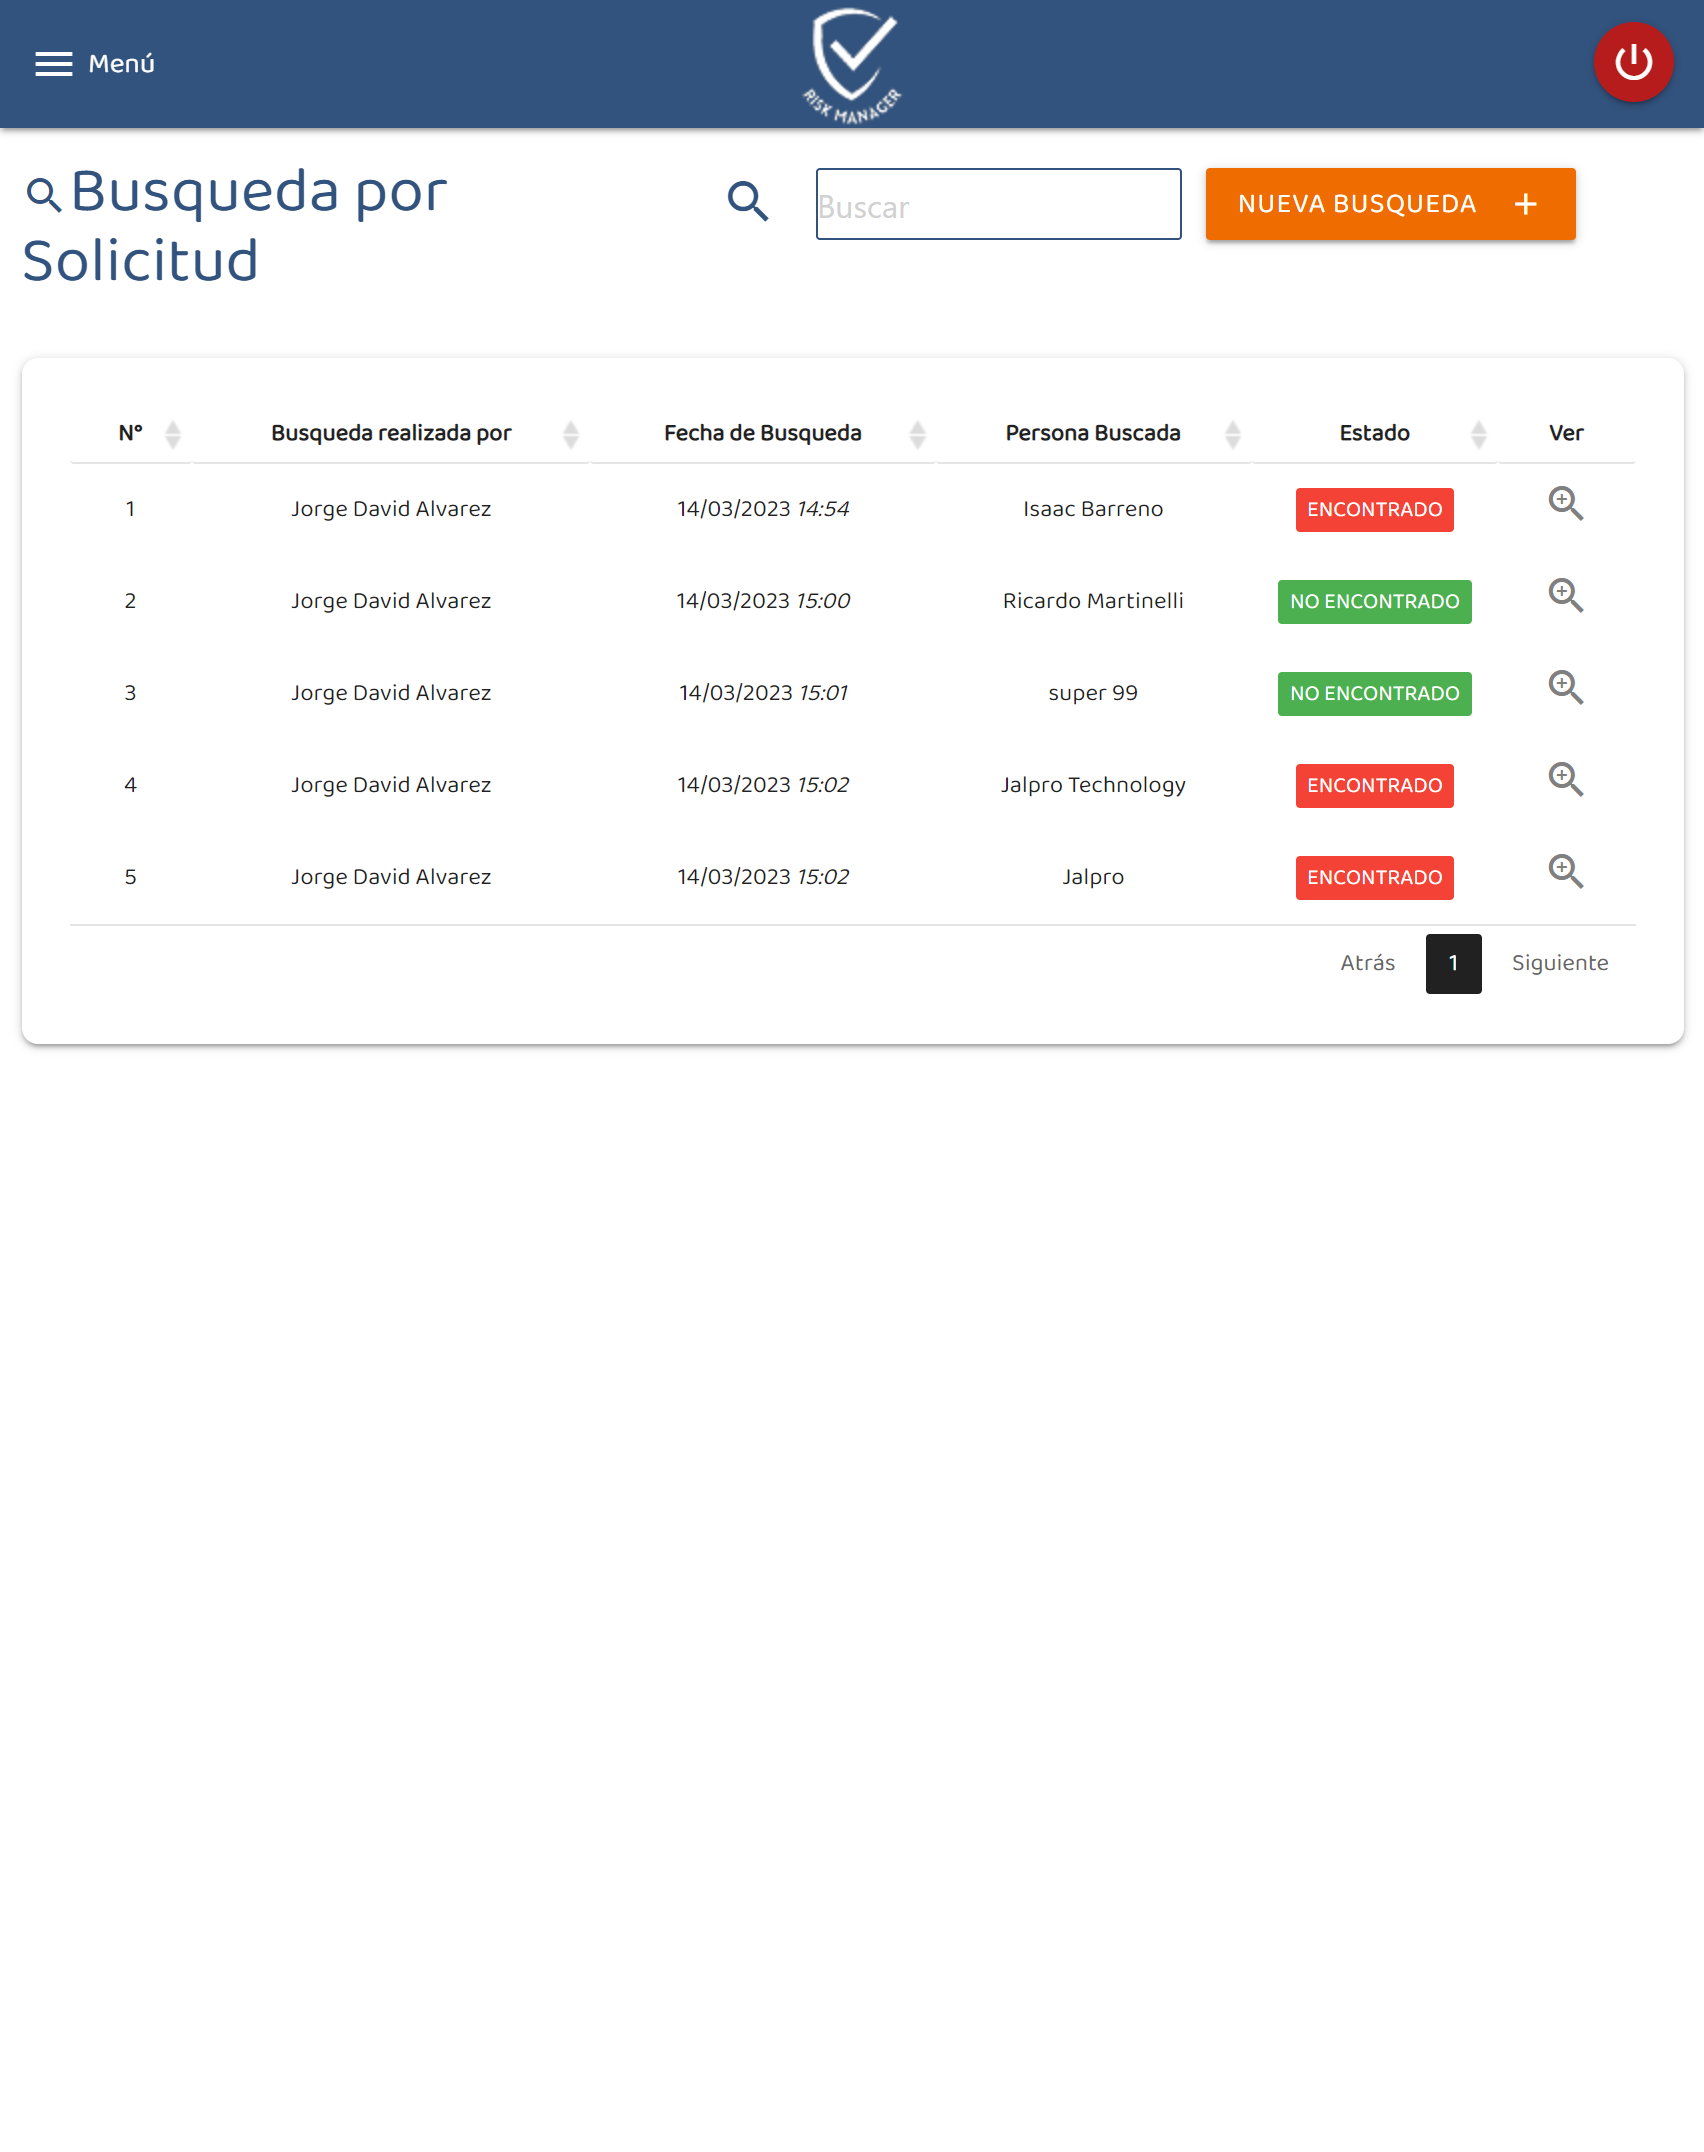 Menú
RISK MANAGER
Busqueda por
Solicitud
Buscar
NUEVA BUSQUEDA +
N° Busqueda realizada por Fecha de Busqueda Persona Buscada Estado Ver
1 Jorge David Alvarez 14/03/2023 14:54 Isaac Barreno ENCONTRADO
2 Jorge David Alvarez 14/03/2023 15:00 Ricardo Martinelli NO ENCONTRADO
3 Jorge David Alvarez 14/03/2023 15:01 super 99 NO ENCONTRADO
4 Jorge David Alvarez 14/03/2023 15:02 Jalpro Technology ENCONTRADO
5 Jorge David Alvarez 14/03/2023 15:02 Jalpro ENCONTRADO
Atrás 1 Siguiente